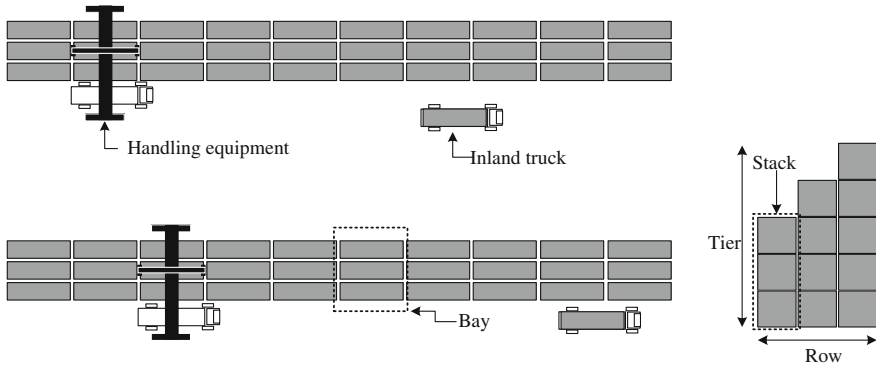 Handling equipment
Inland truck
Stack
Tier
Bay
Row